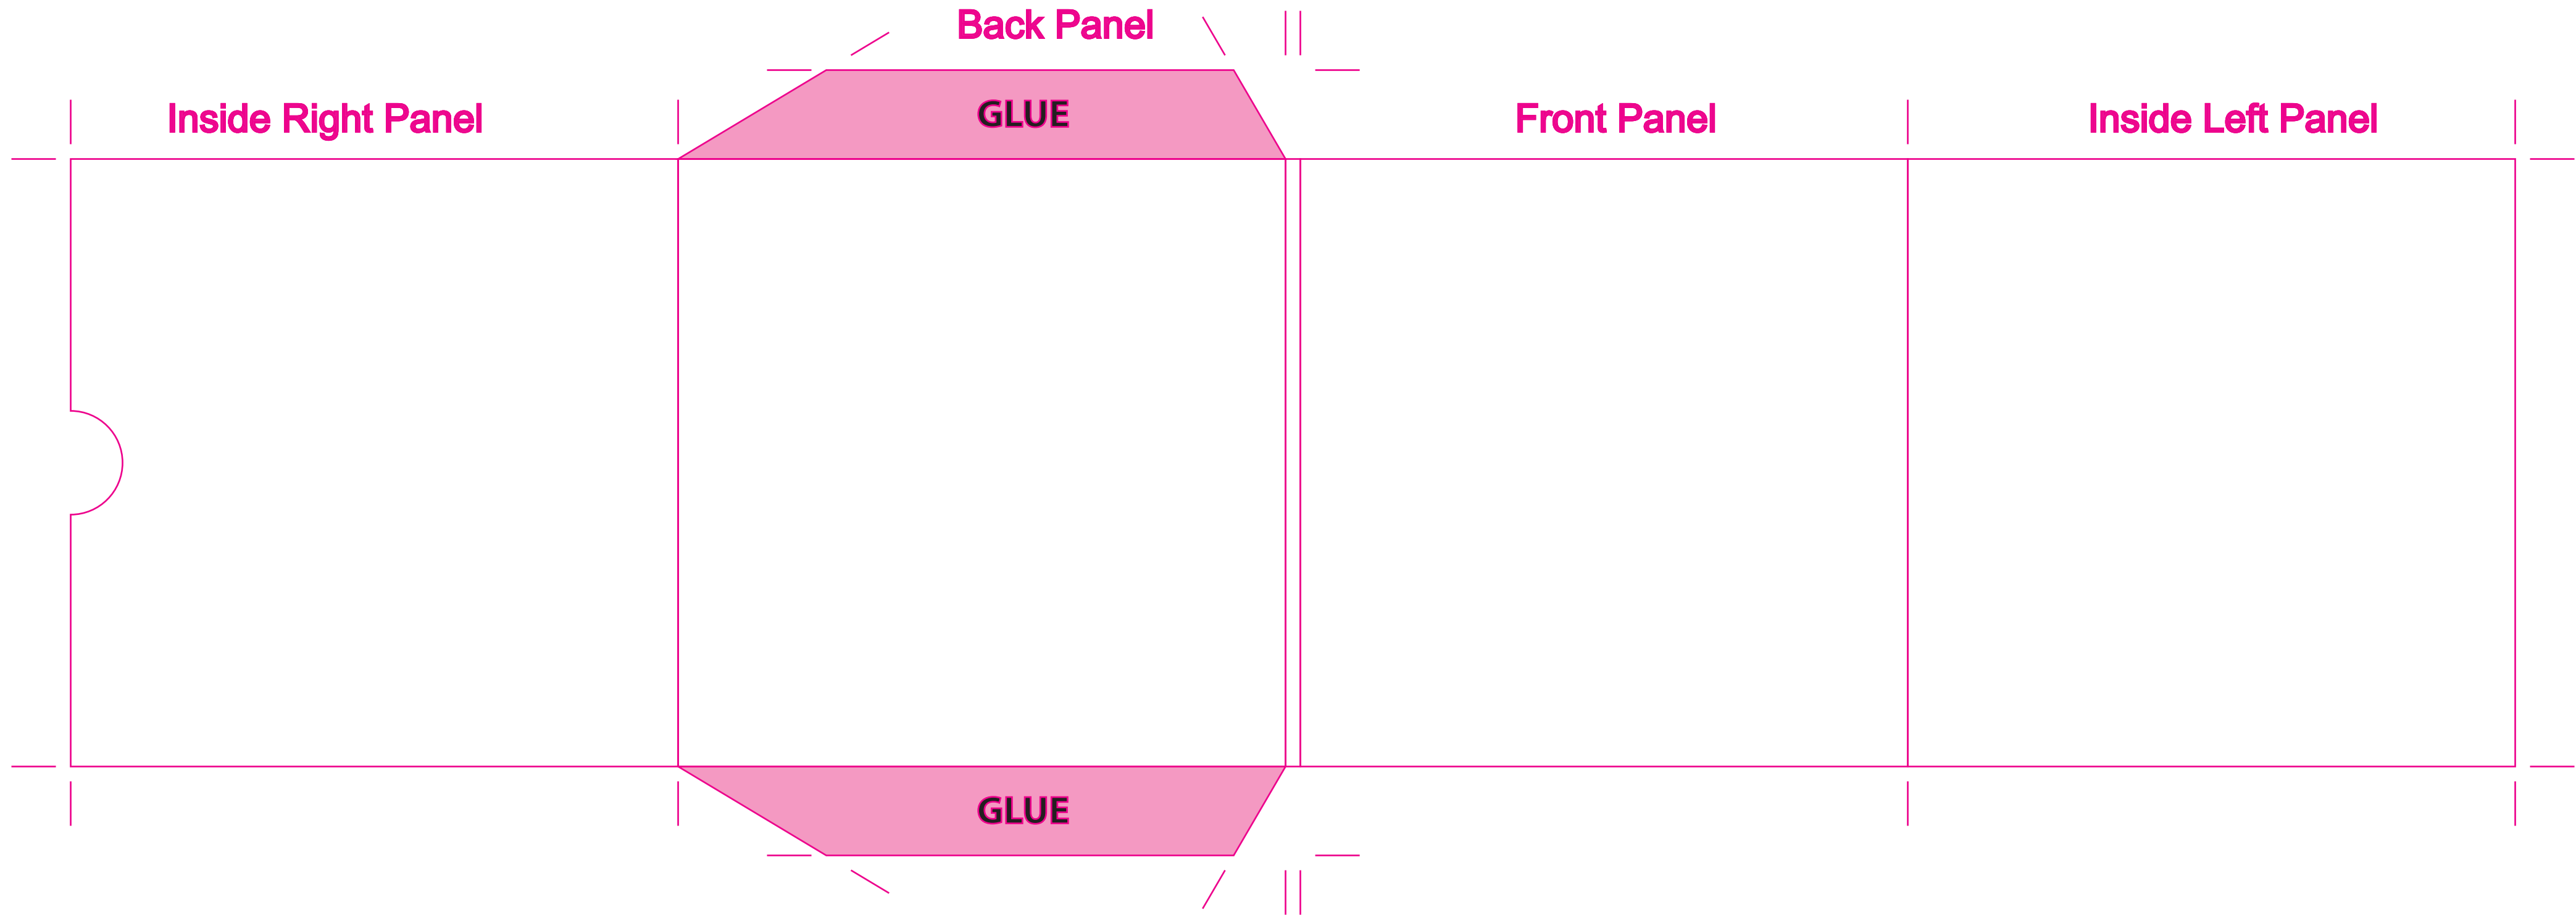 Back Panel
Inside Right Panel
GLUE
Front Panel
Inside Left Panel
GLUE